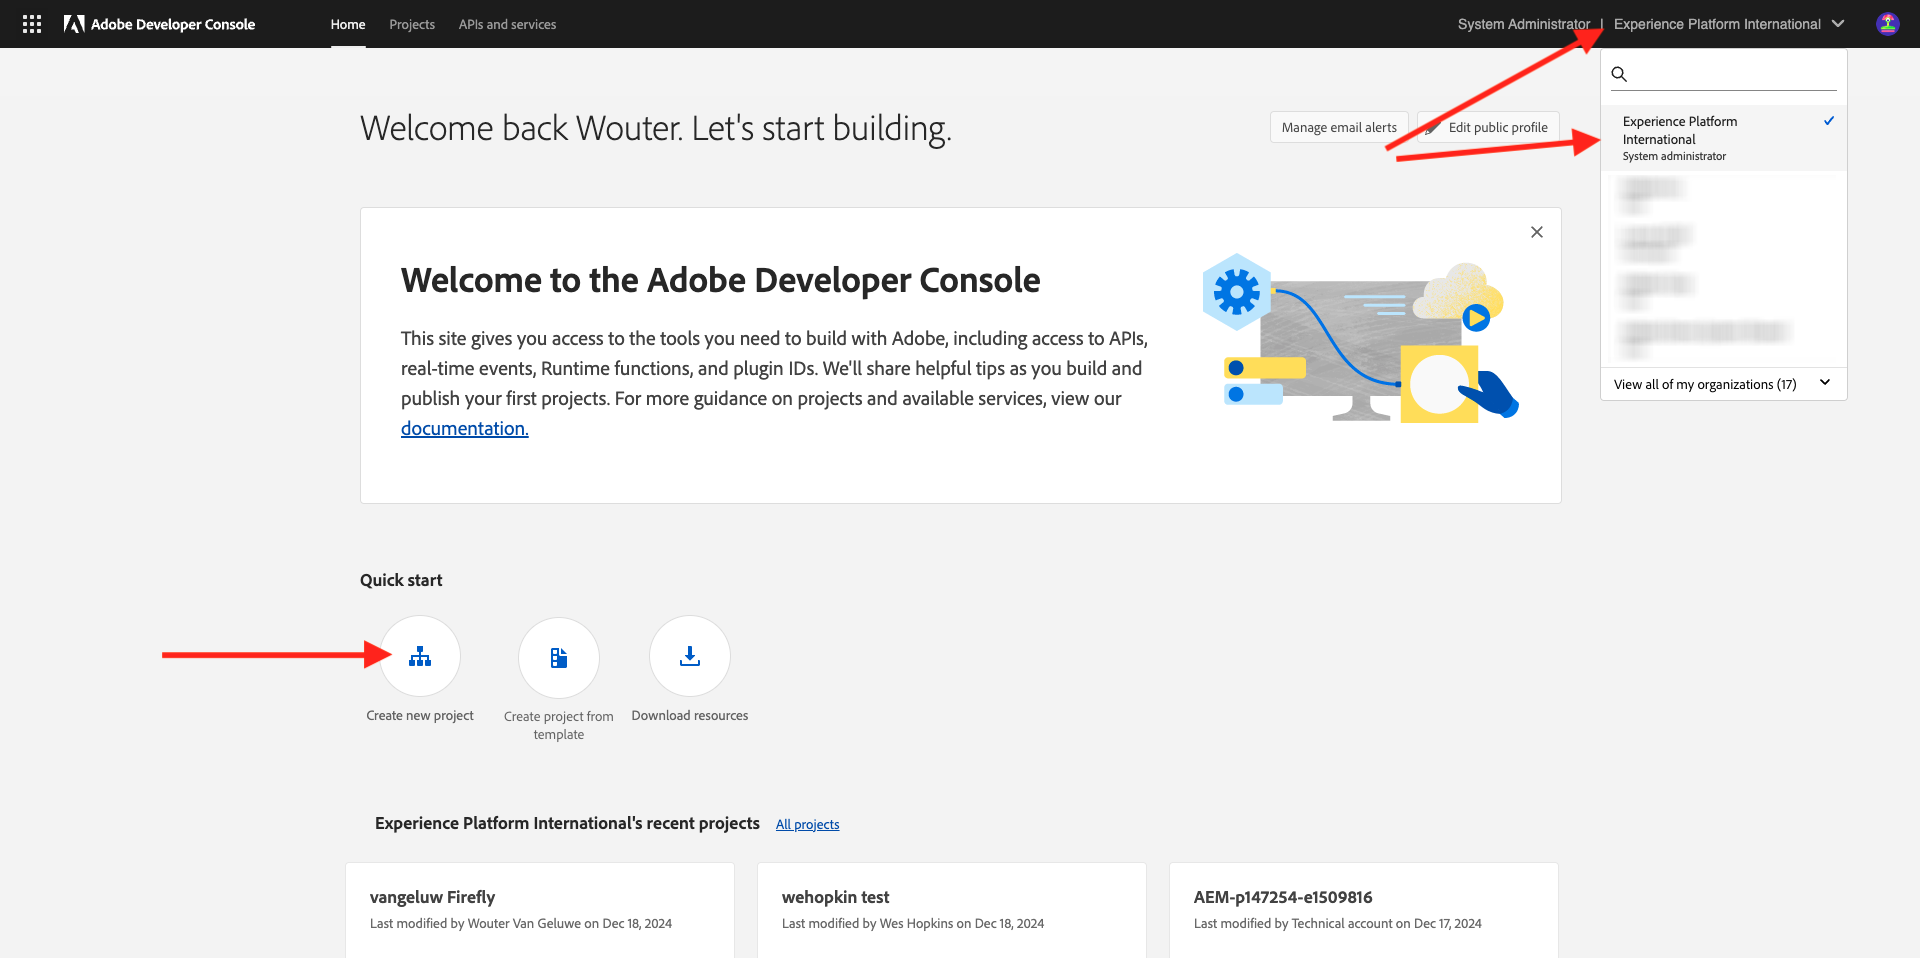 Adobe Developer Console
Home
Projects
APIs and services
System Administrator | Experience Platform International
Welcome back Wouter. Let's start building.
Manage email alerts
Edit public profile
Experience Platform
International
System administrator
View all of my organizations (17)
Welcome to the Adobe Developer Console
This site gives you access to the tools you need to build with Adobe, including access to APIs,
real-time events, Runtime functions, and plugin IDs. We'll share helpful tips as you build and
publish your first projects. For more guidance on projects and available services, view our
documentation.
Quick start
Create new project
Create project from
template
Download resources
Experience Platform International's recent projects
All projects
vangeluw Firefly
Last modified by Wouter Van Geluwe on Dec 18, 2024
wehopkin test
Last modified by Wes Hopkins on Dec 18, 2024
AEM-p147254-e1509816
Last modified by Technical account on Dec 17, 2024